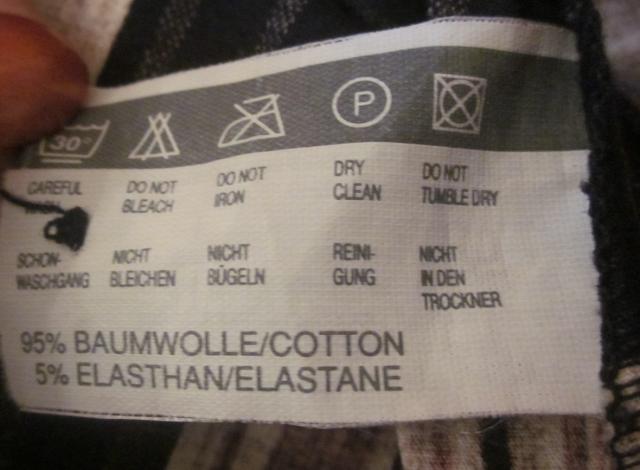 30°
P
CAREFUL
DO NOT
BLEACH
DO NOT
IRON
DRY
CLEAN
DO NOT
TUMBLE DRY
SCHON-
WASCHGANG
NICHT
BLEICHEN
NICHT
BÜGELN
REINI-
GUNG
NICHT
IN DEN
TROCKNER
95% BAUMWOLLE/COTTON
5% ELASTHAN/ELASTANE